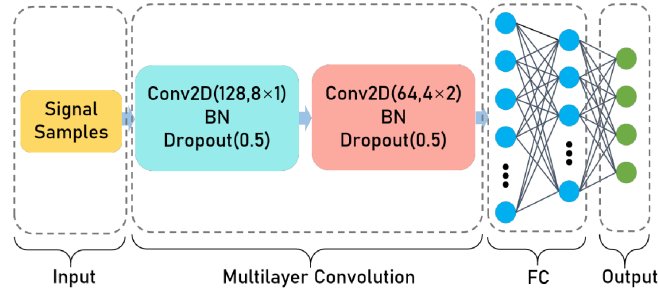 Signal
Samples
Conv2D(128,8×1)
BN
Dropout(0.5)
Conv2D(64,4×2)
BN
Dropout(0.5)
Input
Multilayer Convolution
FC
Output